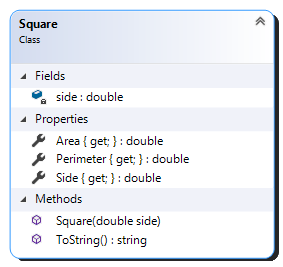 Square
Class
Fields
side : double
Properties
Area { get; } : double
Perimeter { get; } : double
Side { get; } : double
Methods
Square(double side)
ToString() : string